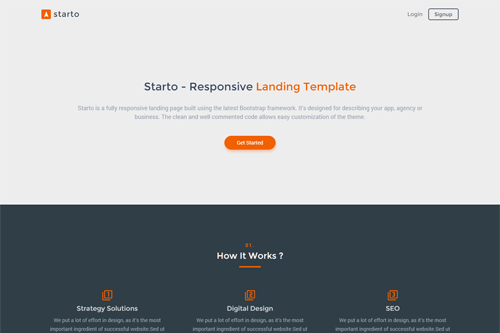 starto
Login
Signup
Starto - Responsive Landing Template
Starto is a fully responsive landing page built using the latest Bootstrap framework. It's designed for describing your app, agency or
business. The clean and well commented code allows easy customization of the theme.
Get Started
01.
How It Works ?
1
2
3
Strategy Solutions
Digital Design
SEO
We put a lot of effort in design, as it's the most
important ingredient of successful website.Sed ut
We put a lot of effort in design, as it's the most
important ingredient of successful website.Sed ut
We put a lot of effort in design, as it's the most
important ingredient of successful website.Sed ut